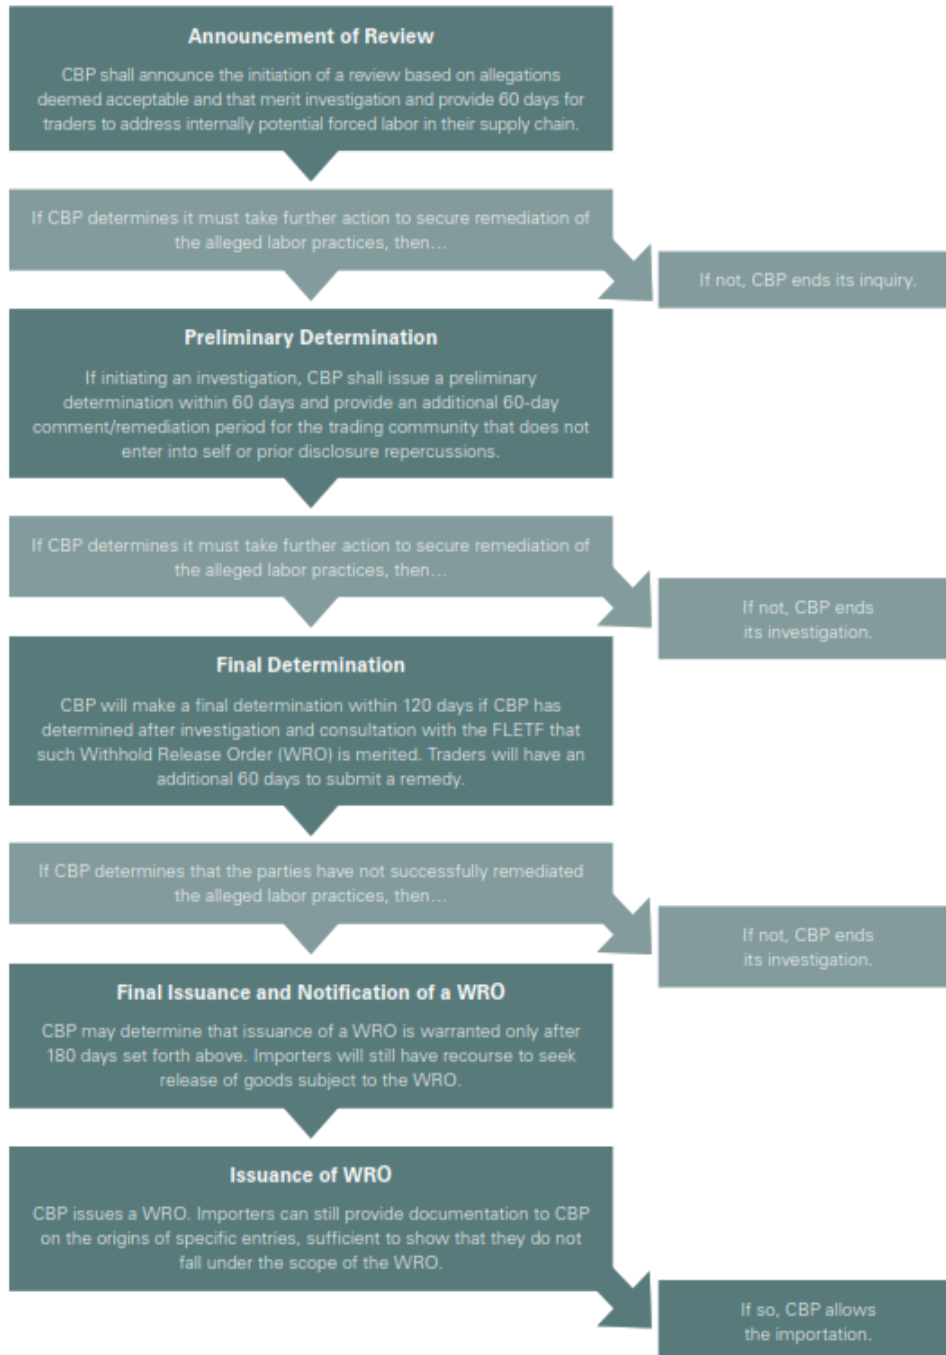 Announcement of Review
CBP shall announce the initiation of a review based on allegations
deemed acceptable and that merit investigation and provide 60 days for
traders to address internally potential forced labor in their supply chain.
If CBP determines it must take further action to secure remediation of
the alleged labor practices, then…
If not, CBP ends its inquiry.
Preliminary Determination
If initiating an investigation, CBP shall issue a preliminary
determination within 60 days and provide an additional 60-day
comment/remediation period for the trading community that does not
enter into self or prior disclosure repercussions.
If CBP determines it must take further action to secure remediation of
the alleged labor practices, then…
If not, CBP ends
its investigation.
Final Determination
CBP will make a final determination within 120 days if CBP has
determined after investigation and consultation with the FLETF that
such Withhold Release Order (WRO) is merited. Traders will have an
additional 60 days to submit a remedy.
If CBP determines that the parties have not successfully remediated
the alleged labor practices, then…
If not, CBP ends
its investigation.
Final Issuance and Notification of a WRO
CBP may determine that issuance of a WRO is warranted only after
180 days set forth above. Importers will still have recourse to seek
release of goods subject to the WRO.
Issuance of WRO
CBP issues a WRO. Importers can still provide documentation to CBP
on the origins of specific entries, sufficient to show that they do not
fall under the scope of the WRO.
If so, CBP allows
the importation.